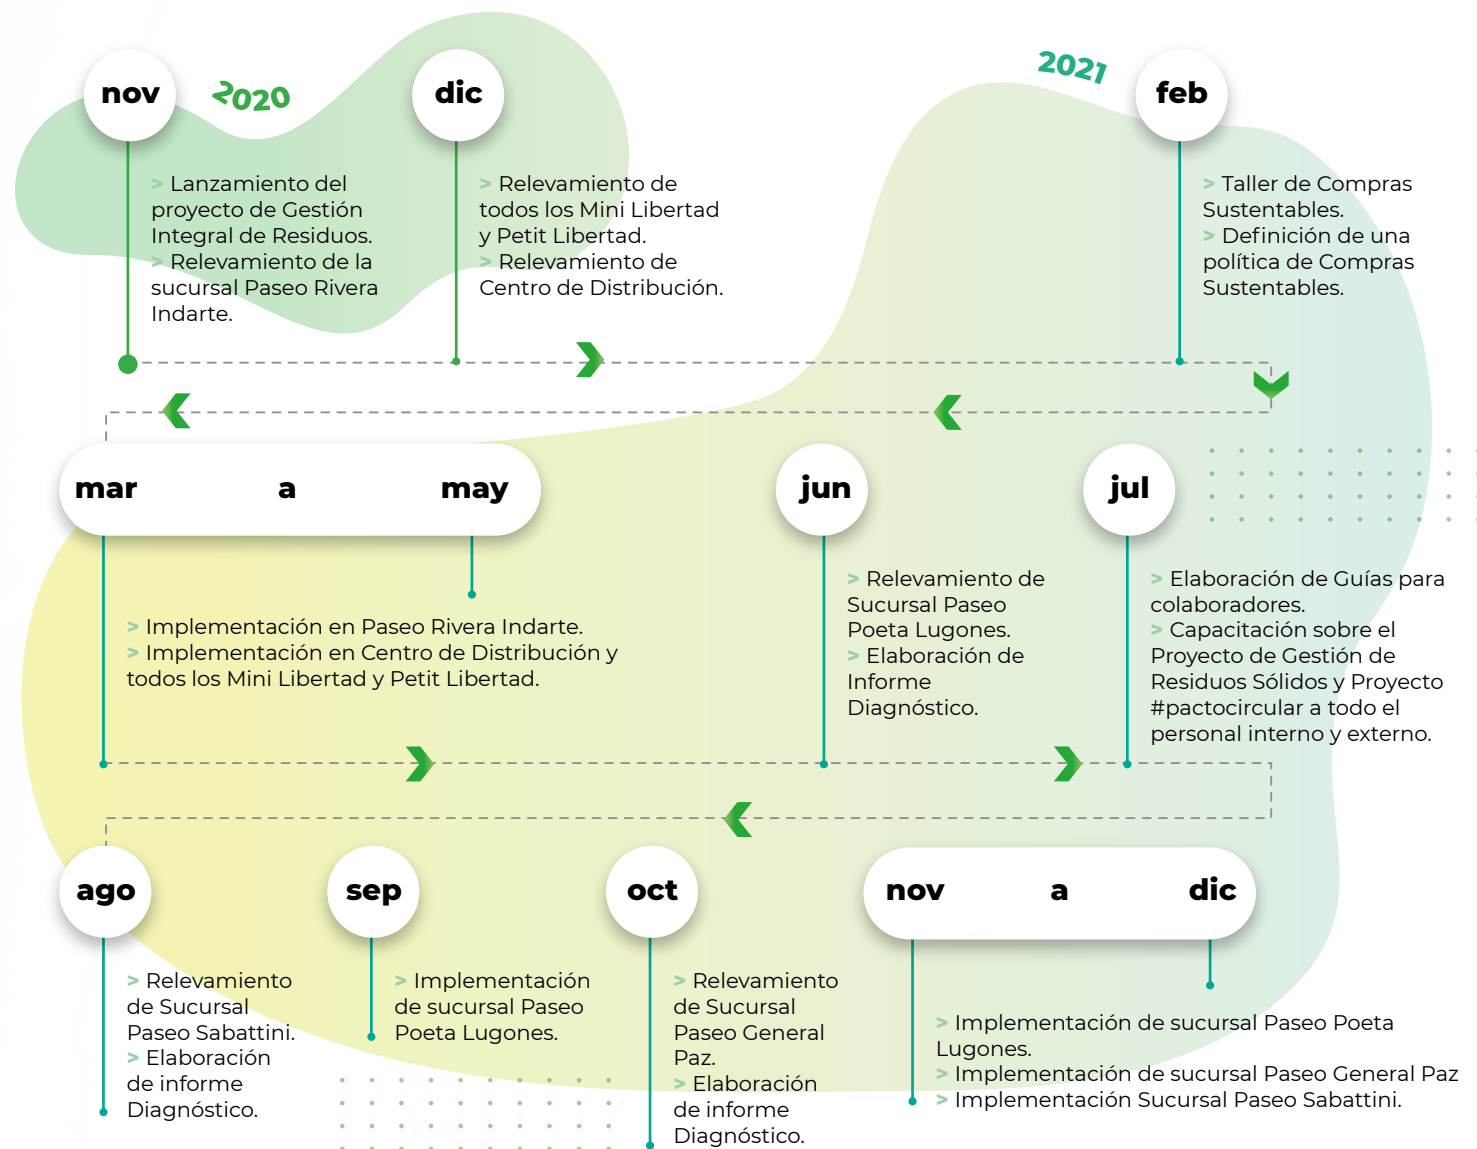 nov
2020
> Lanzamiento del
proyecto de Gestión
Integral de Residuos.
> Relevamiento de la
sucursal Paseo Rivera
Indarte.
dic
> Relevamiento de
todos los Mini Libertad
y Petit Libertad.
> Relevamiento de
Centro de Distribución.
2021
feb
> Taller de Compras
Sustentables.
> Definición de una
política de Compras
Sustentables.
mar a may
> Implementación en Paseo Rivera Indarte.
> Implementación en Centro de Distribución y
todos los Mini Libertad y Petit Libertad.
jun
> Relevamiento de
Sucursal Paseo
Poeta Lugones.
> Elaboración de
Informe
Diagnóstico.
jul
> Elaboración de Guías para
colaboradores.
> Capacitación sobre el
Proyecto de Gestión de
Residuos Sólidos y Proyecto
#pactocircular a todo el
personal interno y externo.
ago
> Relevamiento
de Sucursal
Paseo Sabattini.
> Elaboración
de informe
Diagnóstico.
sep
> Implementación
de sucursal Paseo
Poeta Lugones.
oct
> Relevamiento
de Sucursal
Paseo General
Paz.
> Elaboración
de informe
Diagnóstico.
nov a dic
> Implementación de sucursal Paseo Poeta
Lugones.
> Implementación de sucursal Paseo General Paz
> Implementación Sucursal Paseo Sabattini.